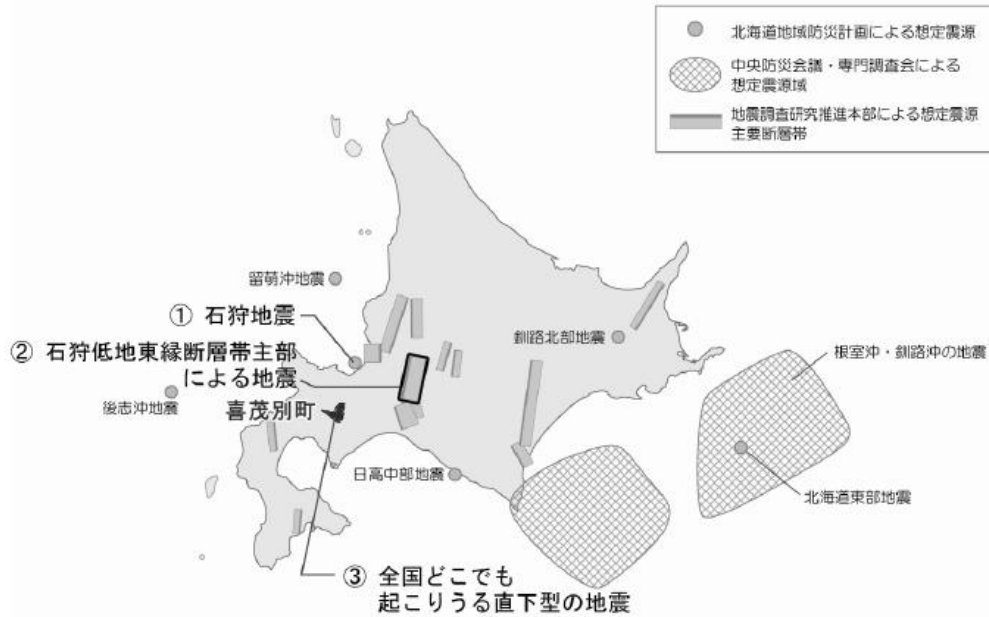 北海道地域防災計画による想定震源
中央防災会議・専門調査会による
想定震源域
地震調査研究推進本部による想定震源
主要断層帯
留萌沖地震
① 石狩地震
② 石狩低地東縁断層帯主部
による地震
釧路北部地震
根室沖・釧路沖の地震
後志沖地震
喜茂別町
日高中部地震
北海道東部地震
③ 全国どこでも
起こりうる直下型の地震